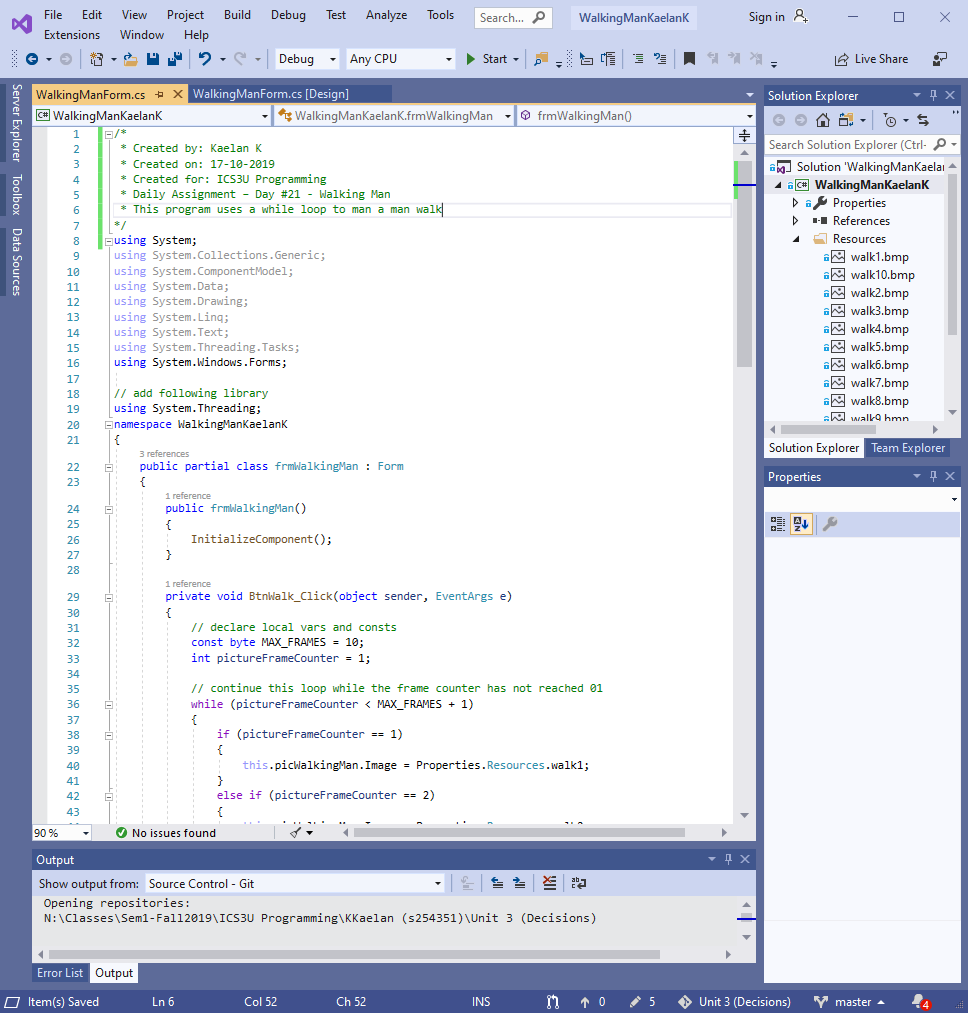 File Edit View Project Build Debug Test Analyze Tools Search... WalkingManKaelanK Sign in
Extensions Window Help
Debug Any CPU Start Live Share
Server Explorer
Toolbox
Data Sources
WalkingManForm.cs WalkingManForm.cs [Design]
C# WalkingManKaelanK WalkingManKaelanK.frmWalkingMan frmWalkingMan()
1 /*
2 * Created by: Kaelan K
3 * Created on: 17-10-2019
4 * Created for: ICS3U Programming
5 * Daily Assignment – Day #21 - Walking Man
6 * This program uses a while loop to man a man walk
7 */
8 using System;
9 using System.Collections.Generic;
10 using System.ComponentModel;
11 using System.Data;
12 using System.Drawing;
13 using System.Linq;
14 using System.Text;
15 using System.Threading.Tasks;
16 using System.Windows.Forms;
17
18 // add following library
19 using System.Threading;
20 namespace WalkingManKaelanK
21 {
3 references
22 public partial class frmWalkingMan : Form
23 {
1 reference
24 public frmWalkingMan()
25 {
26 InitializeComponent();
27 }
28
1 reference
29 private void BtnWalk_Click(object sender, EventArgs e)
30 {
31 // declare local vars and consts
32 const byte MAX_FRAMES = 10;
33 int pictureFrameCounter = 1;
34
35 // continue this loop while the frame counter has not reached 01
36 while (pictureFrameCounter < MAX_FRAMES + 1)
37 {
38 if (pictureFrameCounter == 1)
39 {
40 this.picWalkingMan.Image = Properties.Resources.walk1;
41 }
42 else if (pictureFrameCounter == 2)
43 {
90 % No issues found
Output
Show output from: Source Control - Git
Opening repositories:
N:\Classes\Sem1-Fall2019\ICS3U Programming\KKaelan (s254351)\Unit 3 (Decisions)
Error List Output
Solution Explorer
Search Solution Explorer (Ctrl-
Solution 'WalkingManKaelan
C# WalkingManKaelanK
Properties
References
Resources
walk1.bmp
walk10.bmp
walk2.bmp
walk3.bmp
walk4.bmp
walk5.bmp
walk6.bmp
walk7.bmp
walk8.bmp
walk9.bmp
Solution Explorer Team Explorer
Properties
Item(s) Saved Ln 6 Col 52 Ch 52 INS 0 5 Unit 3 (Decisions) master 4